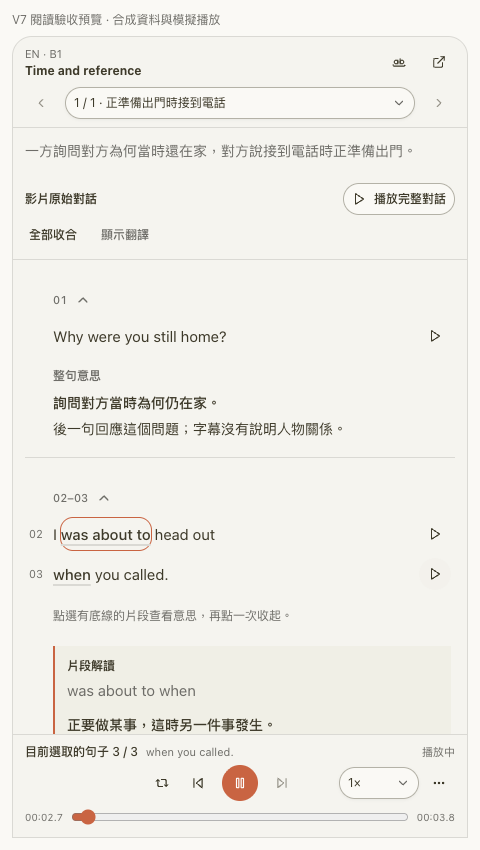 V7 閱讀驗收預覽 · 合成資料與模擬播放
EN · B1
Time and reference
ab
1 / 1 · 正準備出門時接到電話
一方詢問對方為何當時還在家，對方說接到電話時正準備出門。
影片原始對話
播放完整對話
全部收合
顯示翻譯
01
Why were you still home?
整句意思
詢問對方當時為何仍在家。
後一句回應這個問題；字幕沒有說明人物關係。
02–03
02 I was about to head out
03 when you called.
點選有底線的片段查看意思，再點一次收起。
片段解讀
was about to when
正要做某事，這時另一件事發生。
目前選取的句子 3 / 3 when you called. 播放中
1x
00:02.7 00:03.8